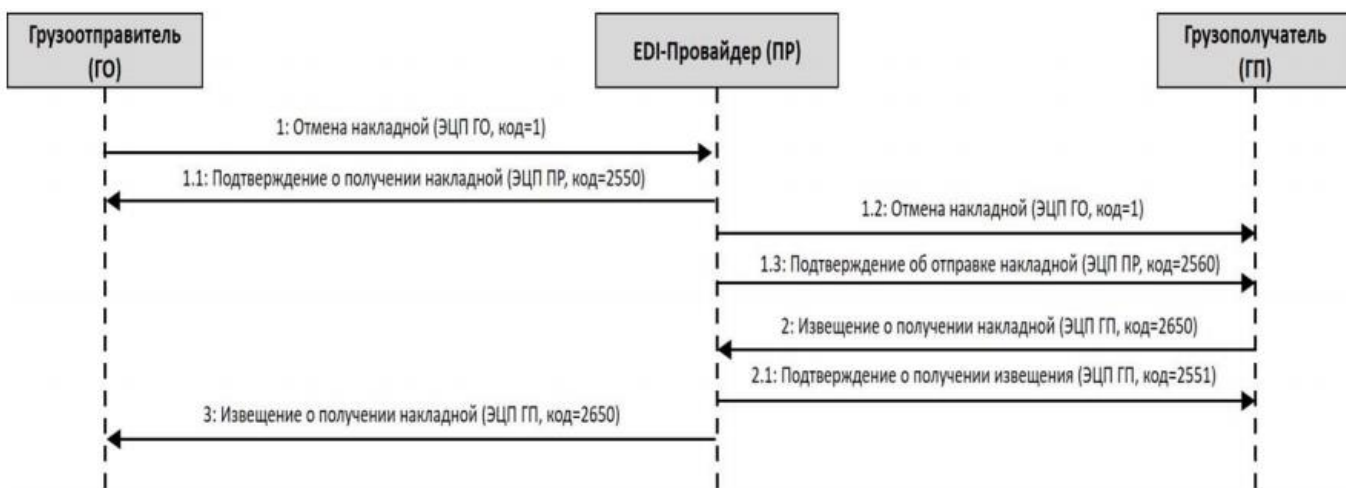 Грузоотправитель
(ГО)
EDI-Провайдер (ПР)
Грузополучатель
(ГП)
1: Отмена накладной (ЭЦП ГО, код=1)
1.1: Подтверждение о получении накладной (ЭЦП ПР, код=2550)
1.2: Отмена накладной (ЭЦП ГО, код=1)
1.3: Подтверждение об отправке накладной (ЭЦП ПР, код=2560)
2: Извещение о получении накладной (ЭЦП ГП, код=2650)
2.1: Подтверждение о получении извещения (ЭЦП ГП, код=2551)
3: Извещение о получении накладной (ЭЦП ГП, код=2650)